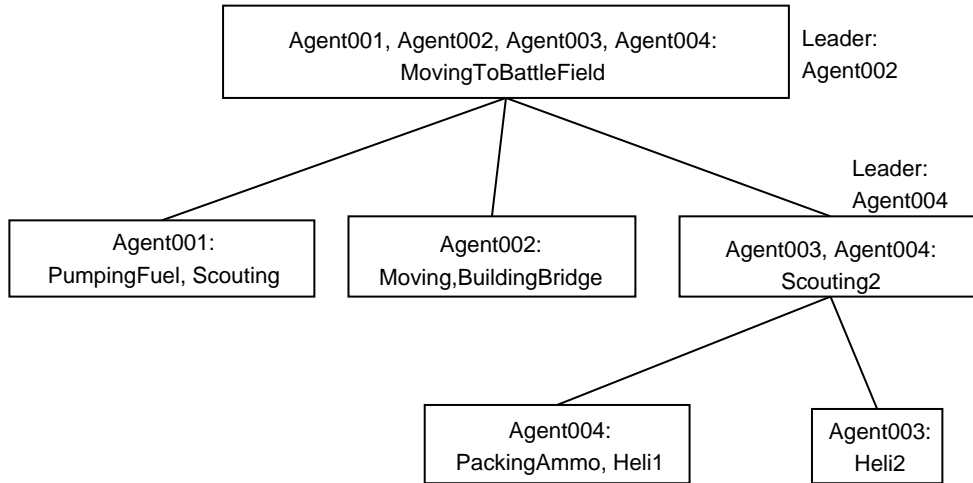 Agent001, Agent002, Agent003, Agent004:
MovingToBattleField
Leader:
Agent002
Leader:
Agent004
Agent001:
PumpingFuel, Scouting
Agent002:
Moving,BuildingBridge
Agent003, Agent004:
Scouting2
Agent004:
PackingAmmo, Heli1
Agent003:
Heli2